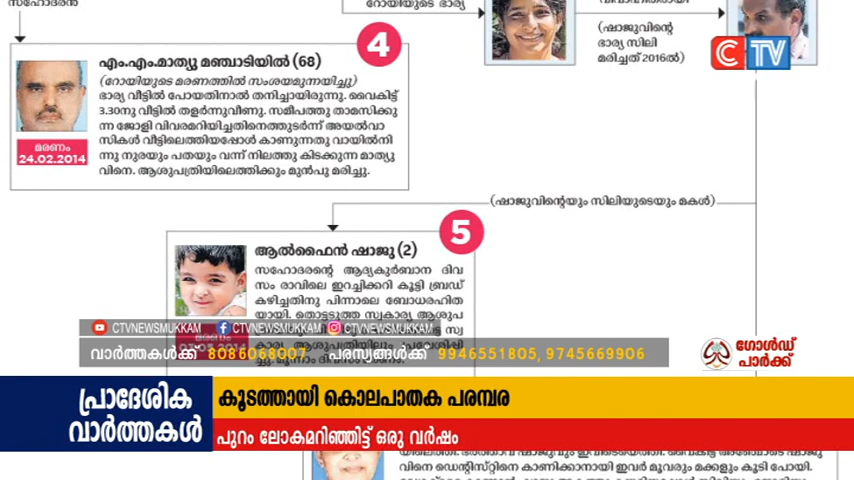 സഹോദരൻ
റോയിയുടെ ഭാര്യ
(ഷാജുവിന്റെ
ഭാര്യ സിലി
മരിച്ചത് 2016ൽ)
CTV
4
എം.എം.മാത്യു മഞ്ചാടിയിൽ (68)
(റോയിയുടെ മരണത്തിൽ സംശയമുന്നയിച്ചു)
ഭാര്യ വീട്ടിൽ പോയതിനാൽ തനിച്ചായിരുന്നു. വൈകിട്ട്
3.30നു വീട്ടിൽ തളർന്നുവീണു. സമീപത്തു താമസിക്കു
ന്ന ജോളി വിവരമറിയിച്ചതിനെത്തുടർന്ന് അയൽവാ
സികൾ വീട്ടിലെത്തിയപ്പോൾ കാണുന്നതു വായിൽനി
ന്നു നുരയും പതയും വന്ന് നിലത്തു കിടക്കുന്ന മാത്യു
വിനെ. ആശുപത്രിയിലെത്തിക്കും മുൻപു മരിച്ചു.
മരണം
24.02.2014
(ഷാജുവിന്റെയും സിലിയുടെയും മകൾ)
5
ആൽഫൈൻ ഷാജു (2)
സഹോദരന്റെ ആദ്യകുർബാന ദിവ
സം രാവിലെ ഇറച്ചിക്കറി കൂട്ടി ബ്രഡ്
കഴിച്ചതിനു പിന്നാലെ ബോധരഹിത
യായി. തൊട്ടടുത്ത സ്വകാര്യ ആശുപ
CTVNEWSMUKKAM CTVNEWSMUKKAM CTVNEWSMUKKAM
വാർത്തകൾക്ക് 8086068007 പരസ്യങ്ങൾക്ക് 9946551805, 9745669906
ഗോൾഡ്
പാർക്ക്
പ്രാദേശിക
വാർത്തകൾ
കൂടത്തായി കൊലപാതക പരമ്പര
പുറം ലോകമറിഞ്ഞിട്ട് ഒരു വർഷം
വിനെ ഡെന്റിസ്റ്റിനെ കാണിക്കാനായി ഇവർ മൂവരും മക്കളും കൂടി പോയി.